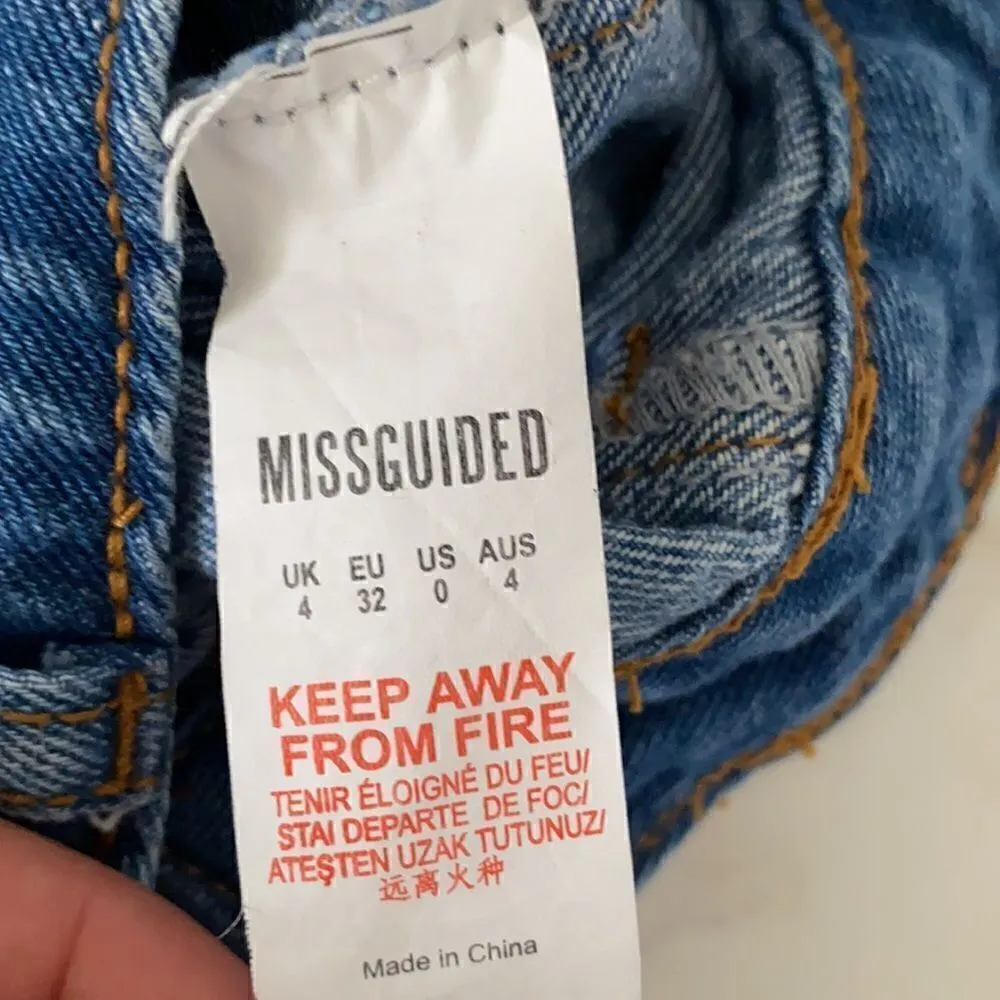 MISSGUIDED
UK EU US AUS
4 32 0 4
KEEP AWAY
FROM FIRE
TENIR ÉLOIGNÉ DU FEU/
STAI DEPARTE DE FOC/
ATEŞTEN UZAK TUTUNUZ/
远离火种
Made in China